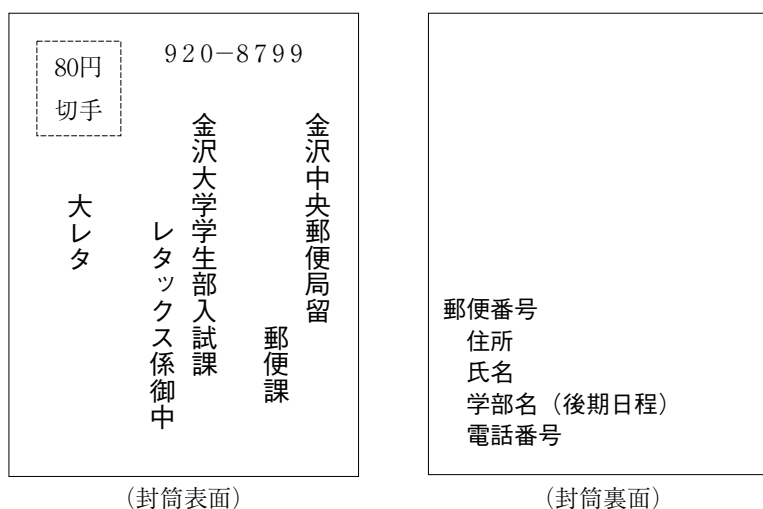 80円
切手
920－8799
金沢中央郵便局留
郵便課
金沢大学学生部入試課
レタックス係御中
大レタ
（封筒表面）
郵便番号
住所
氏名
学部名（後期日程）
電話番号
（封筒裏面）